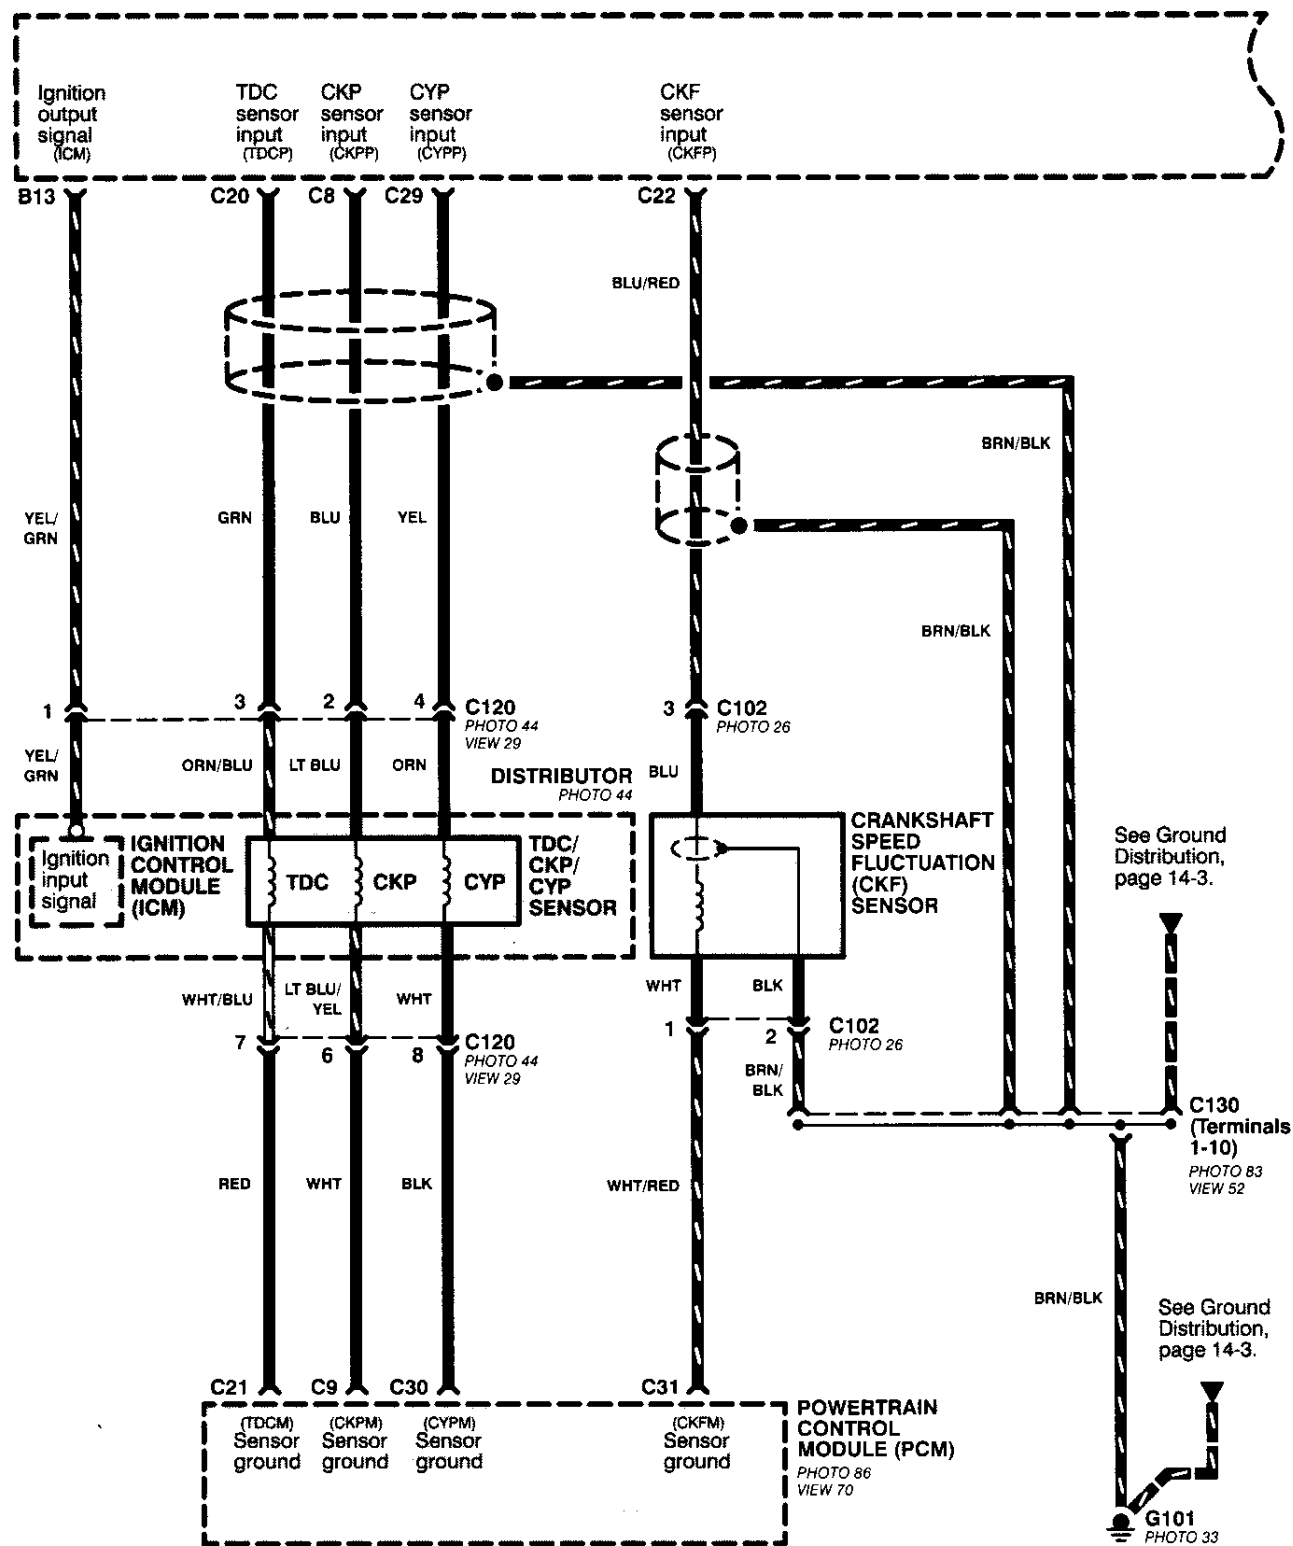 Ignition
output
signal
(ICM)
TDC
sensor
input
(TDCP)
CKP
sensor
input
(CKPP)
CYP
sensor
input
(CYPP)
CKF
sensor
input
(CKFP)
B13
C20
C8
C29
C22
BLU/RED
BRN/BLK
YEL/
GRN
GRN
BLU
YEL
BRN/BLK
1
3
2
4
C120
PHOTO 44
VIEW 29
3
C102
PHOTO 26
YEL/
GRN
ORN/BLU
LT BLU
ORN
DISTRIBUTOR
PHOTO 44
BLU
Ignition
input
signal
IGNITION
CONTROL
MODULE
(ICM)
TDC
CKP
CYP
TDC/
CKP/
CYP
SENSOR
CRANKSHAFT
SPEED
FLUCTUATION
(CKF)
SENSOR
See Ground
Distribution,
page 14-3.
WHT/BLU
LT BLU/
YEL
WHT
WHT
BLK
7
6
8
C120
PHOTO 44
VIEW 29
1
2
C102
PHOTO 26
BRN/
BLK
C130
(Terminals
1-10)
PHOTO 83
VIEW 52
RED
WHT
BLK
WHT/RED
BRN/BLK
See Ground
Distribution,
page 14-3.
C21
C9
C30
C31
(TDCM)
Sensor
ground
(CKPM)
Sensor
ground
(CYPM)
Sensor
ground
(CKFM)
Sensor
ground
POWERTRAIN
CONTROL
MODULE (PCM)
PHOTO 86
VIEW 70
G101
PHOTO 33